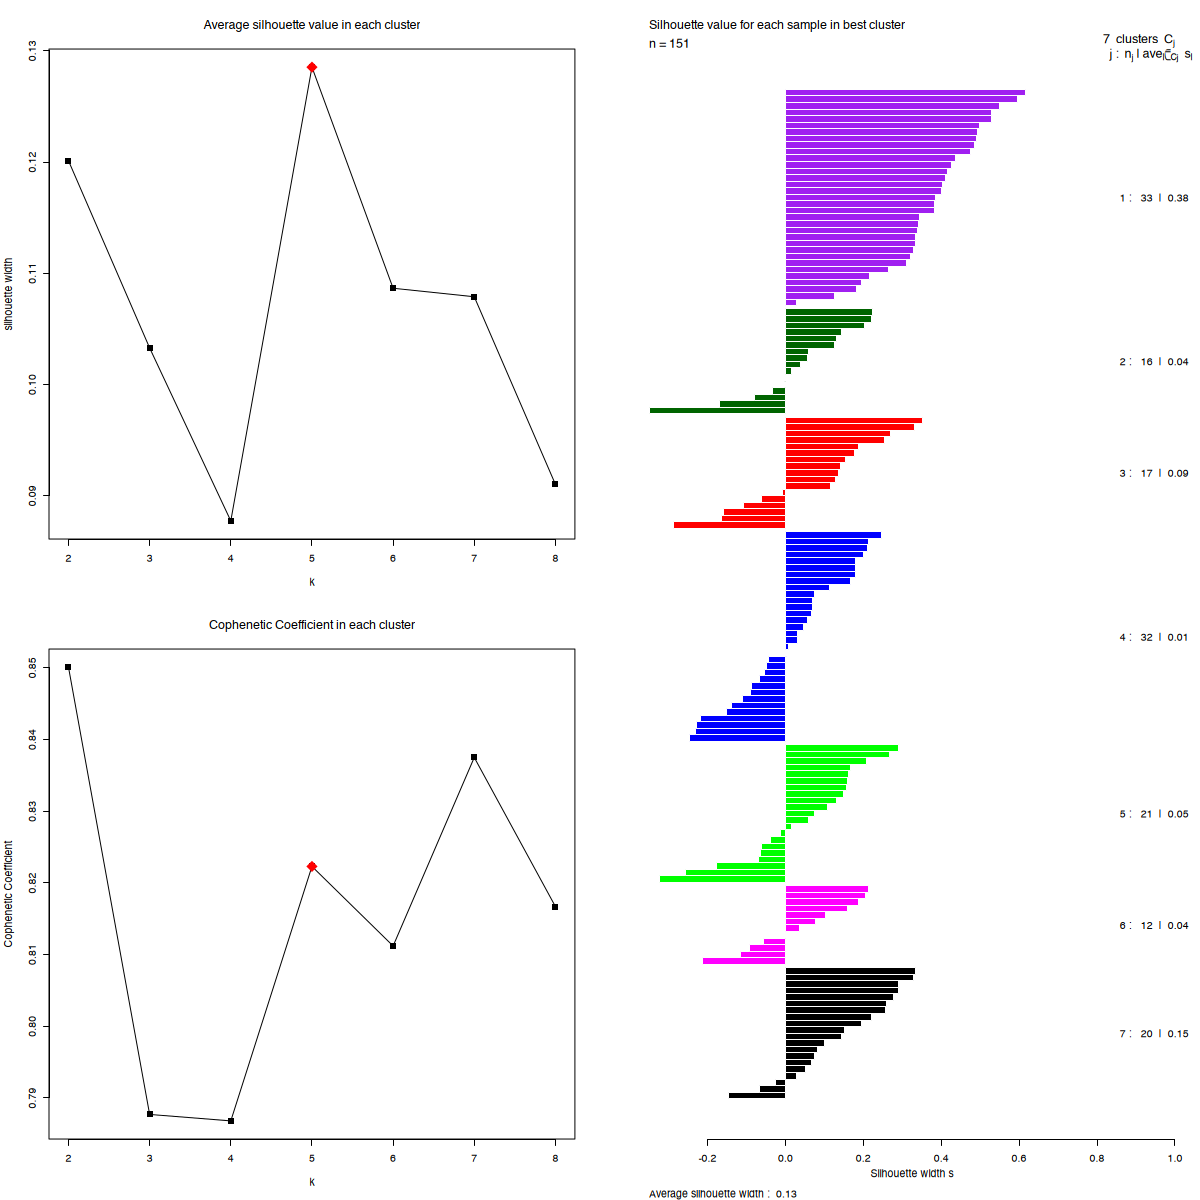 Average silhouette value in each cluster
0.13
0.12
0.11
0.10
0.09
silhouette width
2 3 4 5 6 7 8
k
Cophenetic Coefficient in each cluster
0.85
0.84
0.83
0.82
0.81
0.80
0.79
Cophenetic Coefficient
2 3 4 5 6 7 8
k
Silhouette value for each sample in best cluster
n = 151
7 clusters Cj
j : nj | avei∈Cj si
1 : 33 | 0.38
2 : 16 | 0.04
3 : 17 | 0.09
4 : 32 | 0.01
5 : 21 | 0.05
6 : 12 | 0.04
7 : 20 | 0.15
-0.2 0.0 0.2 0.4 0.6 0.8 1.0
Silhouette width s
Average silhouette width : 0.13